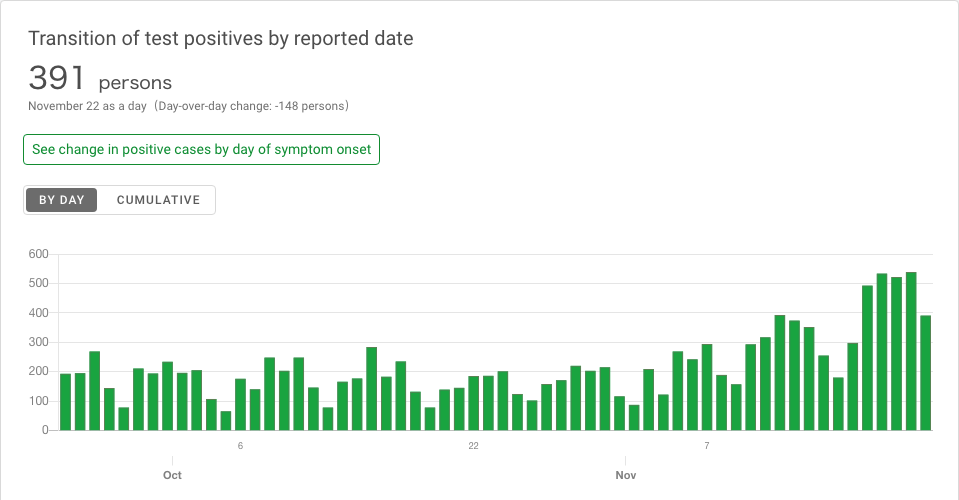 Transition of test positives by reported date
391 persons
November 22 as a day (Day-over-day change: -148 persons)
See change in positive cases by day of symptom onset
BY DAY CUMULATIVE
600
500
400
300
200
100
0
6 22 7
Oct Nov